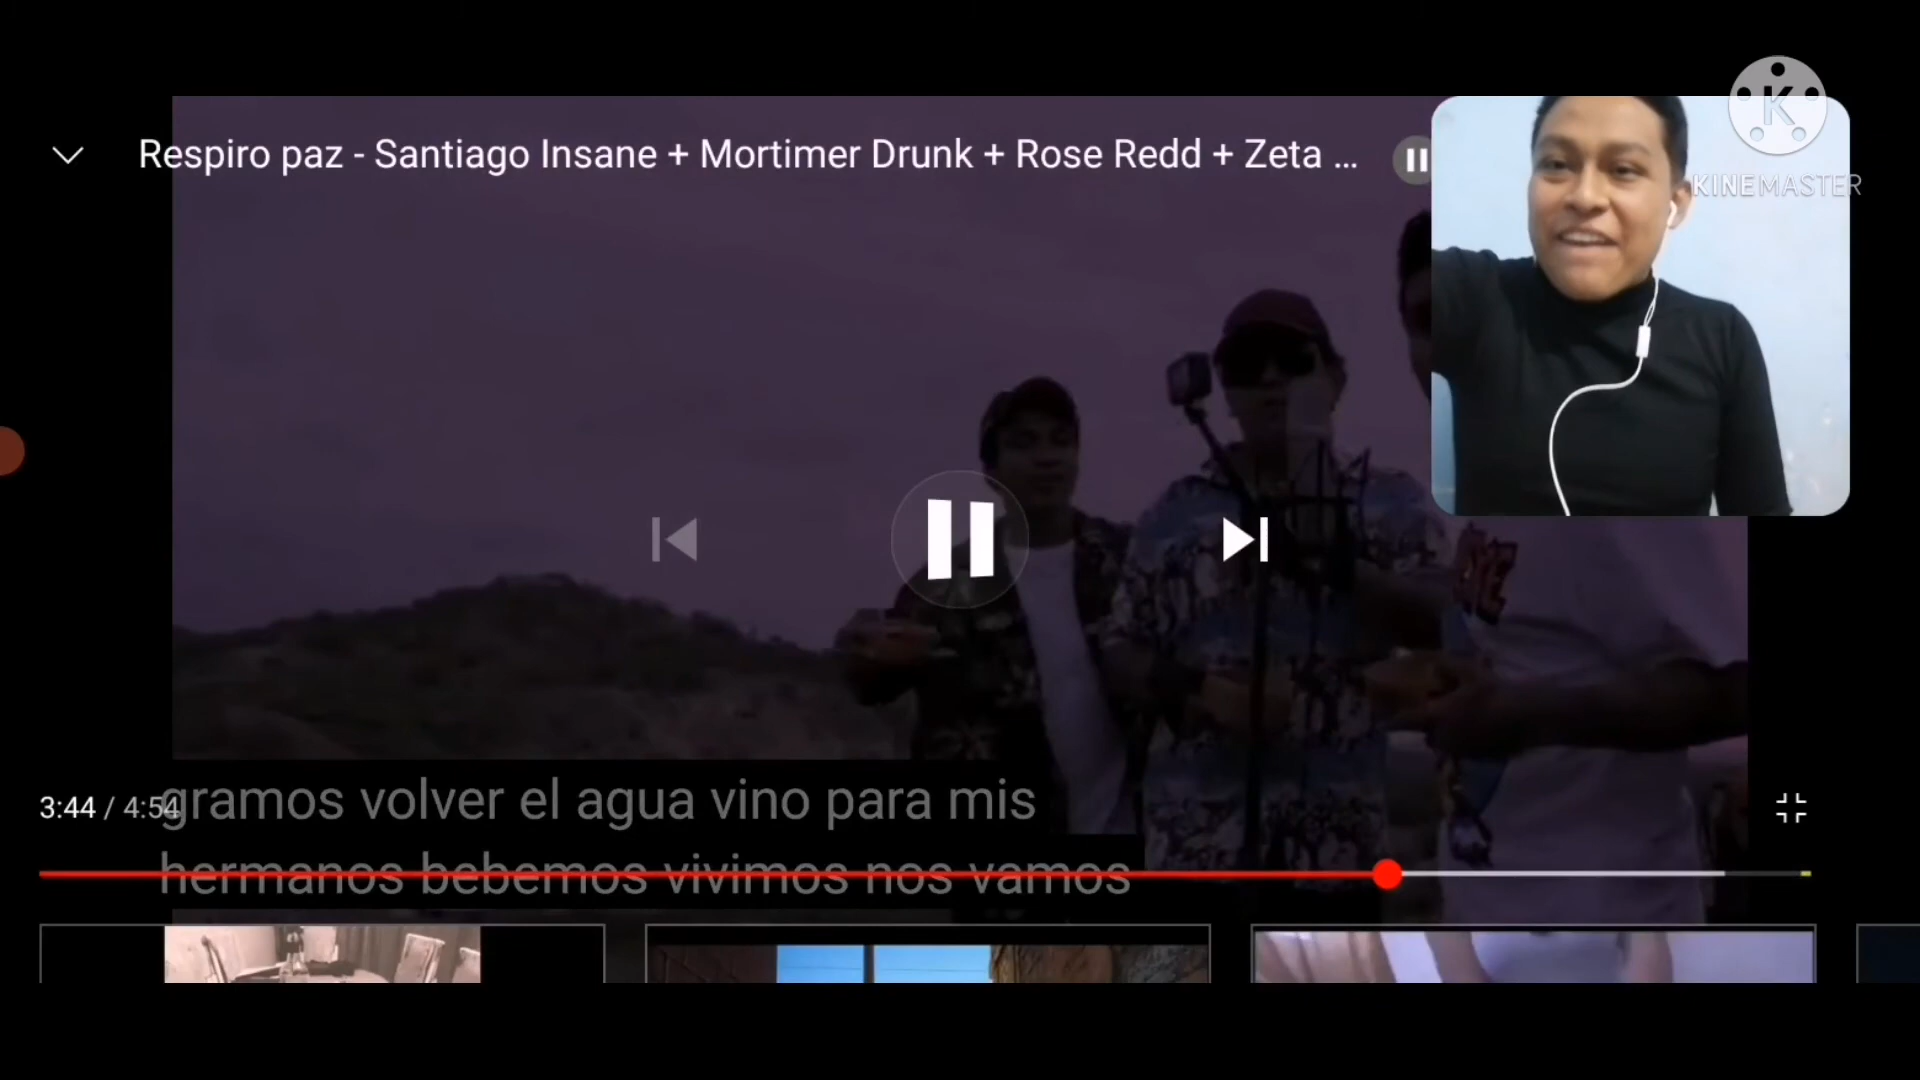 Respiro paz - Santiago Insane + Mortimer Drunk + Rose Redd + Zeta ...
K
KINEMASTER
3:44 / 4:54
gramos volver el agua vino para mis
hermanos bebemos vivimos nos vamos